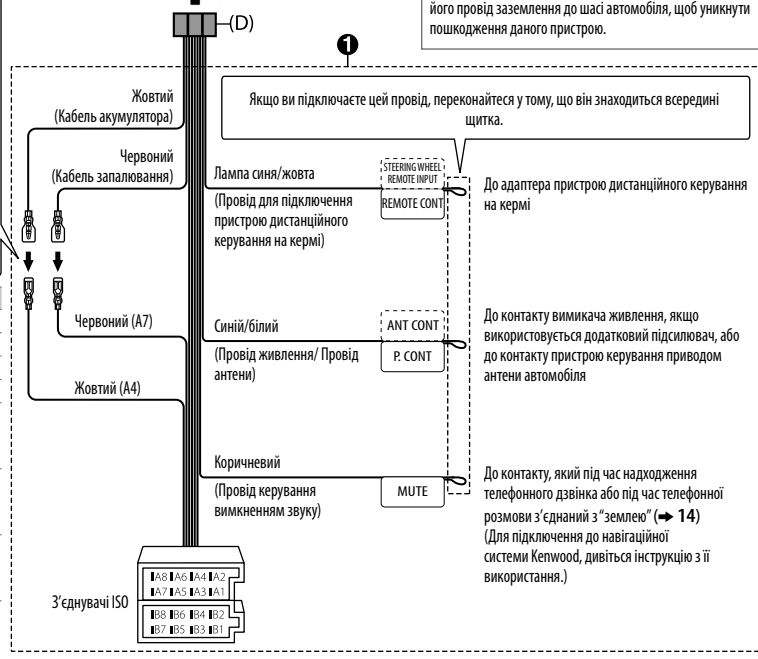 його провід заземлення до шасі автомобіля, щоб уникнути
пошкодження даного пристрою.
(D)
1
Якщо ви підключаєте цей провід, переконайтеся у тому, що він знаходиться всередині
щитка.
Жовтий
(Кабель акумулятора)
Червоний
(Кабель запалювання)
Лампа синя/жовта
(Провід для підключення
пристрою дистанційного
керування на кермі)
STEERING WHEEL
REMOTE INPUT
REMOTE CONT
До адаптера пристрою дистанційного керування
на кермі
Червоний (A7)
Жовтий (A4)
Синій/білий
(Провід живлення/ Провід
антени)
ANT CONT
P. CONT
До контакту вимикача живлення, якщо
використовується додатковий підсилювач, або
до контакту пристрою керування приводом
антени автомобіля
Коричневий
(Провід керування
вимкненням звуку)
MUTE
До контакту, який під час надходження
телефонного дзвінка або під час телефонної
розмови з’єднаний з “землею” (➡ 14)
(Для підключення до навігаційної
системи Kenwood, дивіться інструкцію з її
використання.)
З’єднувачі ISO
A8 A6 A4 A2
A7 A5 A3 A1
B8 B6 B4 B2
B7 B5 B3 B1